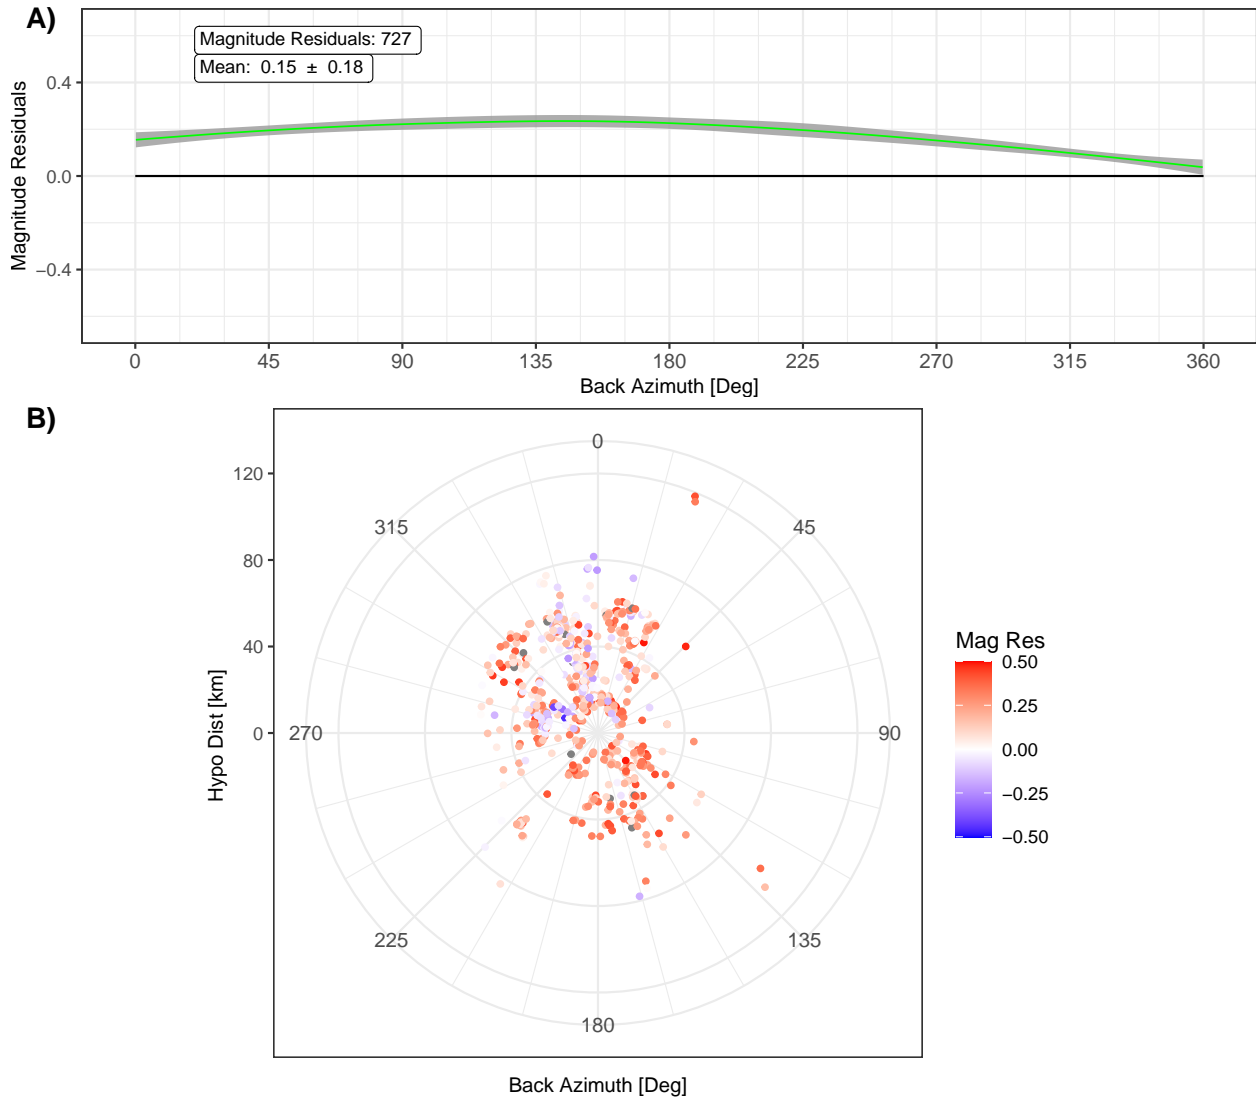 A)
Magnitude Residuals: 727
Mean:  0.15  ±  0.18
Magnitude Residuals
0.4
0.0
−0.4
0 45 90 135 180 225 270 315 360
Back Azimuth [Deg]
B)
Hypo Dist [km]
120
80
40
0
0
45
90
135
180
225
270
315
Back Azimuth [Deg]
Mag Res
0.50
0.25
0.00
−0.25
−0.50